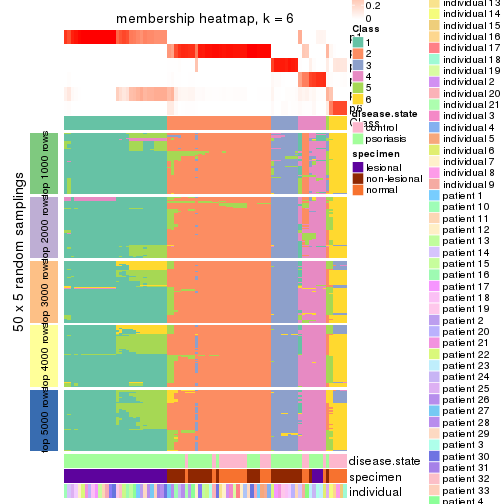 membership heatmap, k = 6
0.2
0
Class
1
2
3
4
5
6
disease.state
control
psoriasis
specimen
lesional
non-lesional
normal
p6
Class
50 x 5 random samplings
top 1000 rows
top 2000 rows
top 3000 rows
top 4000 rows
top 5000 rows
disease.state
specimen
individual
individual 13
individual 14
individual 15
individual 16
individual 17
individual 18
individual 19
individual 2
individual 20
individual 21
individual 3
individual 4
individual 5
individual 6
individual 7
individual 8
individual 9
patient 1
patient 10
patient 11
patient 12
patient 13
patient 14
patient 15
patient 16
patient 17
patient 18
patient 19
patient 2
patient 20
patient 21
patient 22
patient 23
patient 24
patient 25
patient 26
patient 27
patient 28
patient 29
patient 3
patient 30
patient 31
patient 32
patient 33
patient 4